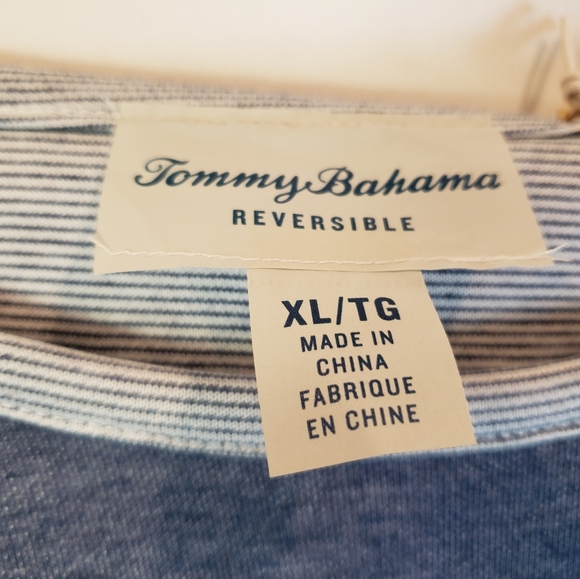 Tommy Bahama
REVERSIBLE
XL/TG
MADE IN
CHINA
FABRIQUE
EN CHINE